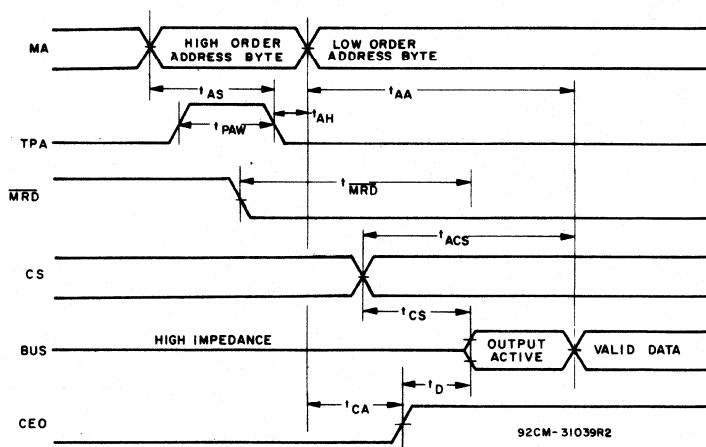 MA
HIGH ORDER
ADDRESS BYTE
LOW ORDER
ADDRESS BYTE
tAS
tAA
tAH
tPAW
TPA
tMRD
MRD
tACS
CS
tCS
HIGH IMPEDANCE
BUS
OUTPUT
ACTIVE
VALID DATA
tD
tCA
CEO
92CM-31039R2